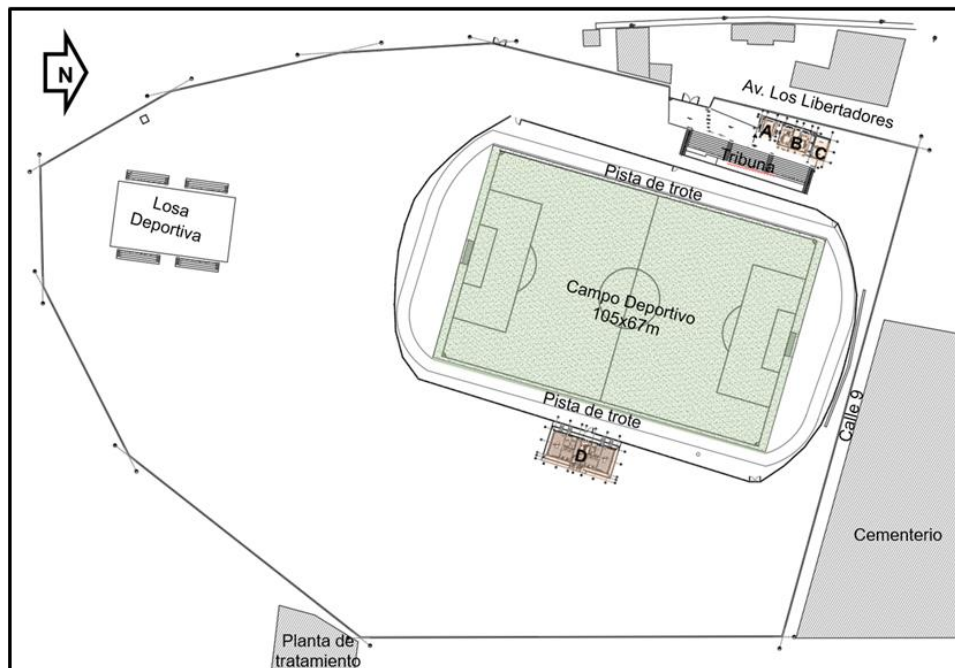 N
Av. Los Libertadores
A
B
C
Tribuna
Pista de trote
Losa
Deportiva
Campo Deportivo
105x67m
Pista de trote
Calle 9
D
Cementerio
Planta de
tratamiento